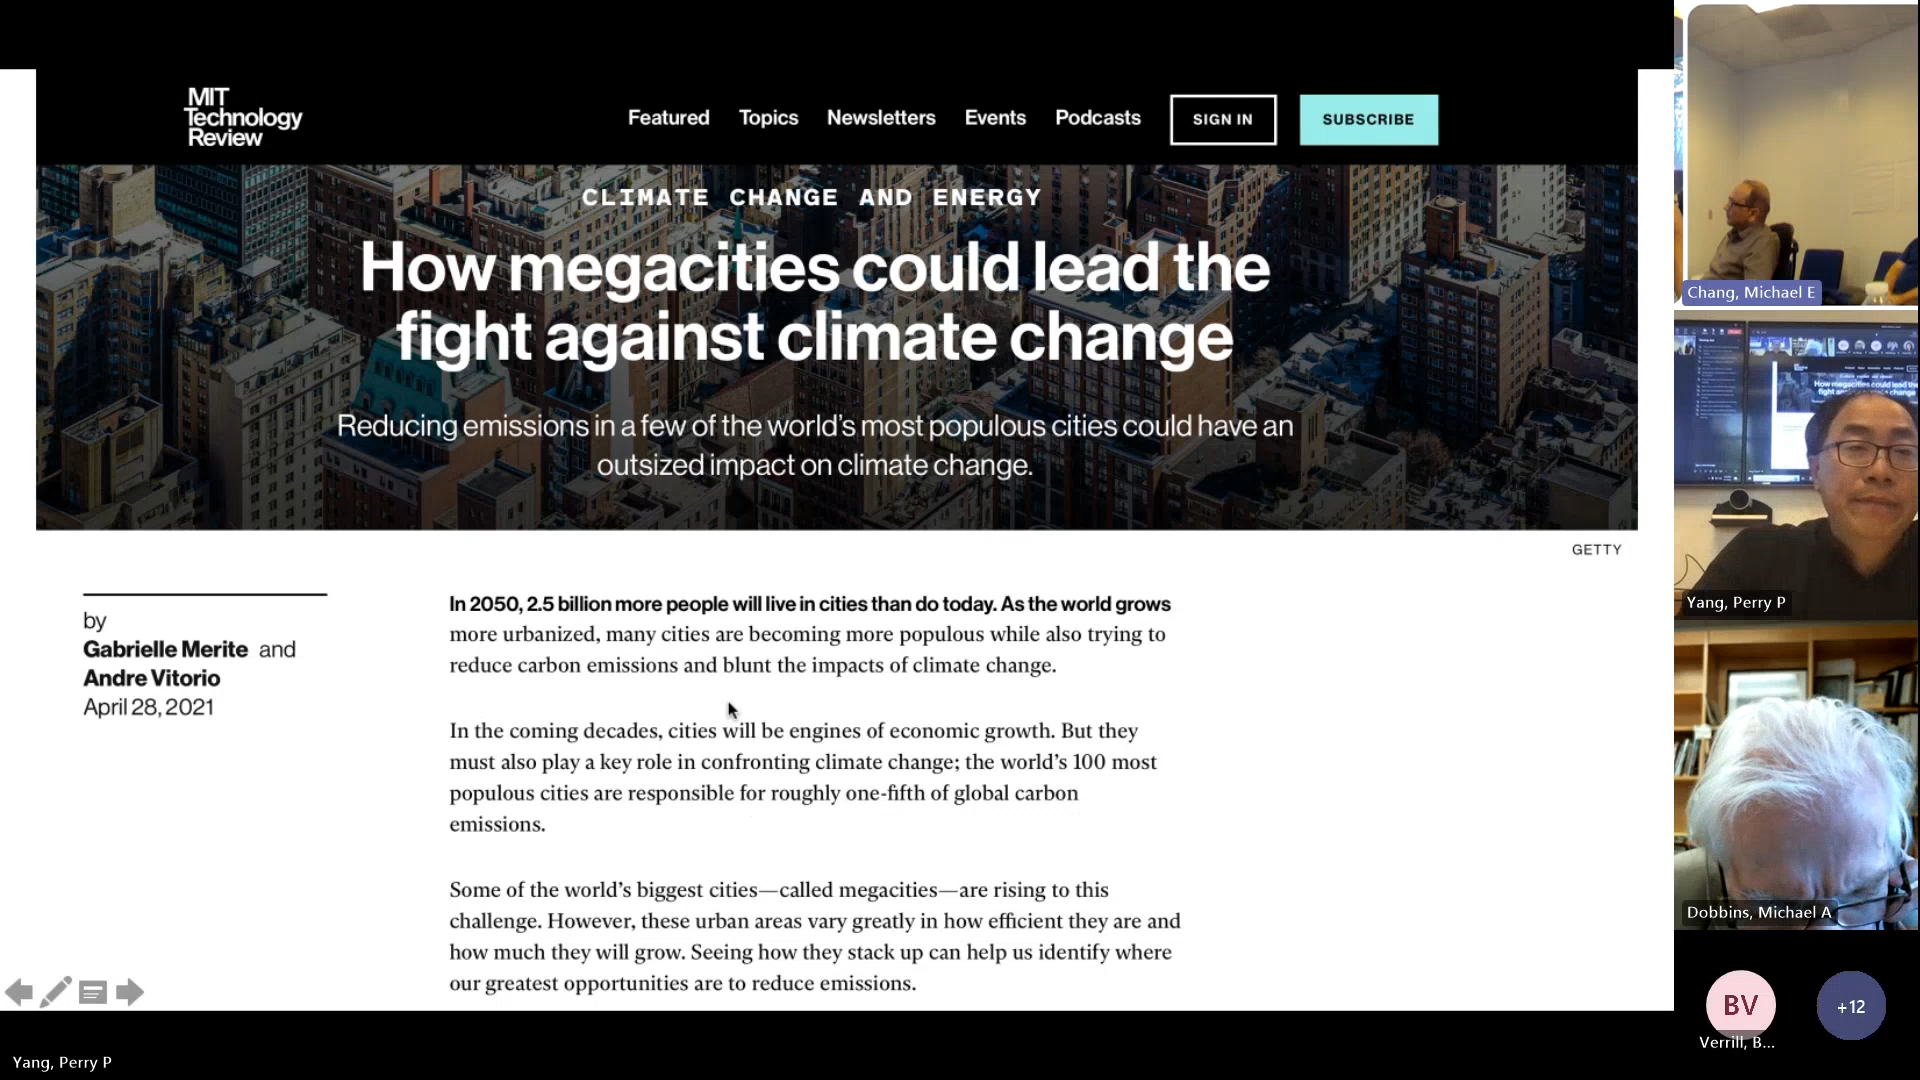 MIT
Technology
Review
Featured
Topics
Newsletters
Events
Podcasts
SIGN IN
SUBSCRIBE
CLIMATE CHANGE AND ENERGY
How megacities could lead the
fight against climate change
Reducing emissions in a few of the world’s most populous cities could have an
outsized impact on climate change.
GETTY
by
Gabrielle Merite and
Andre Vitorio
April 28, 2021
In 2050, 2.5 billion more people will live in cities than do today. As the world grows
more urbanized, many cities are becoming more populous while also trying to
reduce carbon emissions and blunt the impacts of climate change.
In the coming decades, cities will be engines of economic growth. But they
must also play a key role in confronting climate change; the world’s 100 most
populous cities are responsible for roughly one-fifth of global carbon
emissions.
Some of the world’s biggest cities—called megacities—are rising to this
challenge. However, these urban areas vary greatly in how efficient they are and
how much they will grow. Seeing how they stack up can help us identify where
our greatest opportunities are to reduce emissions.
Yang, Perry P
Chang, Michael E
How megacities could lead the
Yang, Perry P
Dobbins, Michael A
BV
Verrill, B...
+12